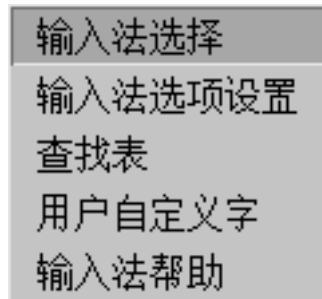 输入法选择
输入法选项设置
查找表
用户自定义字
输入法帮助